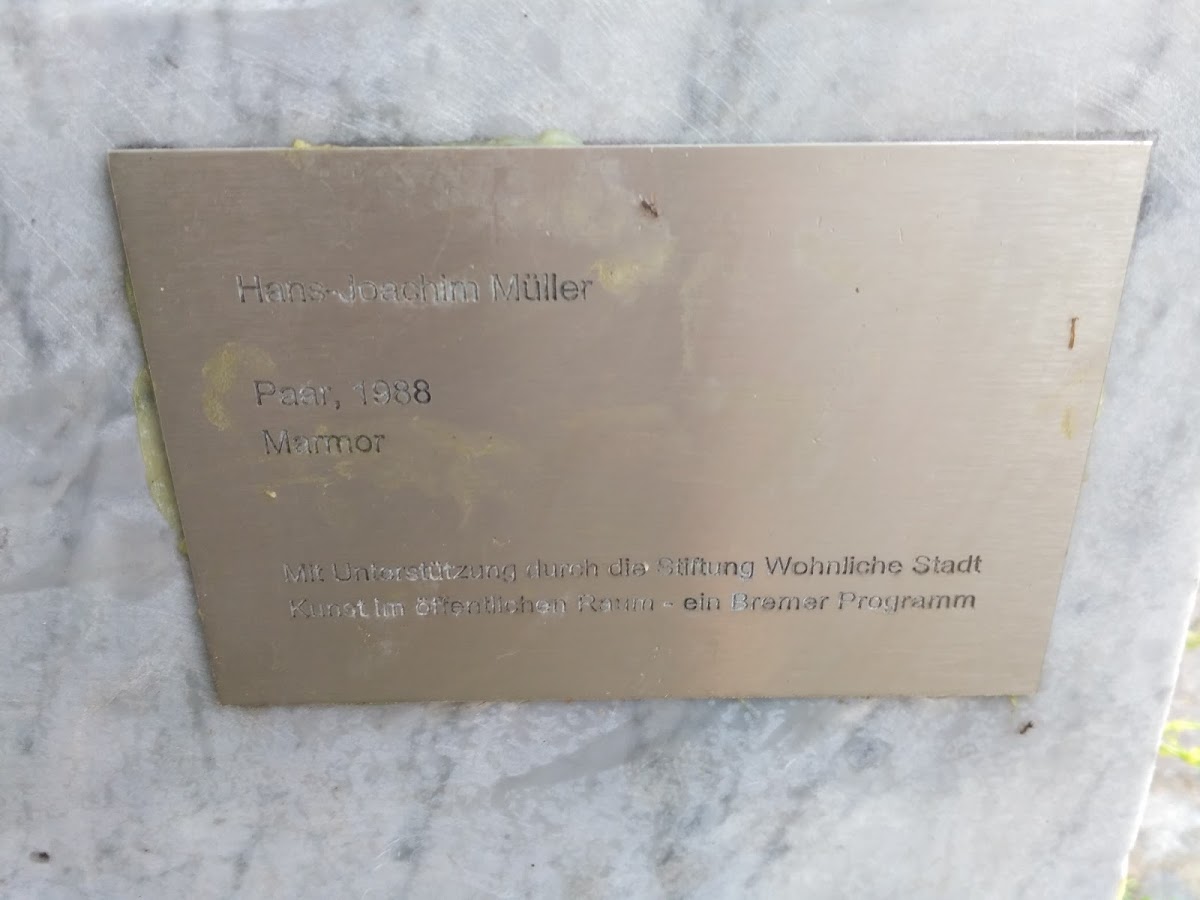 Hans-Joachim Müller
Paar, 1988
Marmor
Mit Unterstützung durch die Stiftung Wohnliche Stadt
Kunst im öffentlichen Raum - ein Bremer Programm